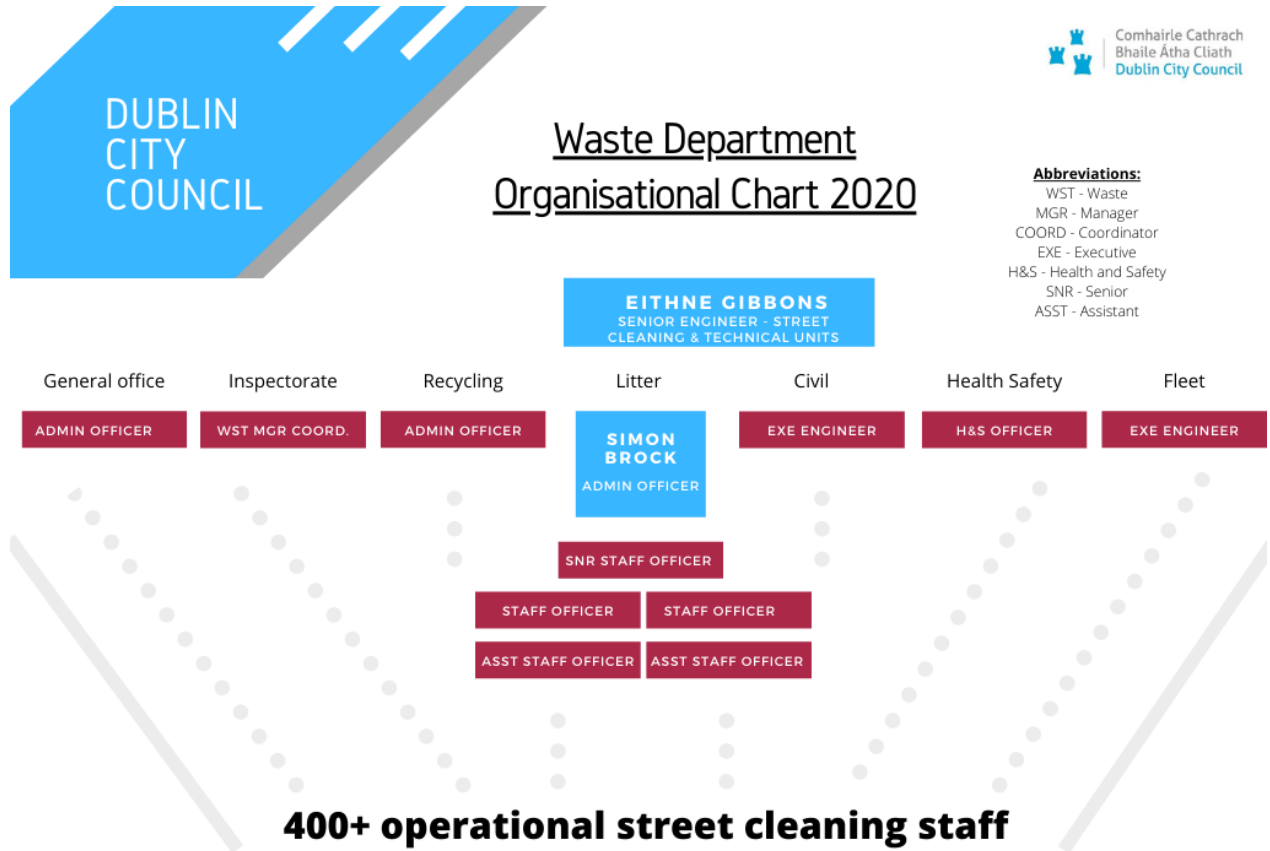 DUBLIN
CITY
COUNCIL
Comhairle Cathrach
Bhaile Átha Cliath
Dublin City Council
Waste Department
Organisational Chart 2020
Abbreviations:
WST - Waste
MGR - Manager
COORD - Coordinator
EXE - Executive
H&S - Health and Safety
SNR - Senior
ASST - Assistant
EITHNE GIBBONS
SENIOR ENGINEER - STREET
CLEANING & TECHNICAL UNITS
General office
Inspectorate
Recycling
Litter
Civil
Health Safety
Fleet
ADMIN OFFICER
WST MGR COORD.
ADMIN OFFICER
SIMON
BROCK
ADMIN OFFICER
EXE ENGINEER
H&S OFFICER
EXE ENGINEER
SNR STAFF OFFICER
STAFF OFFICER
STAFF OFFICER
ASST STAFF OFFICER
ASST STAFF OFFICER
400+ operational street cleaning staff